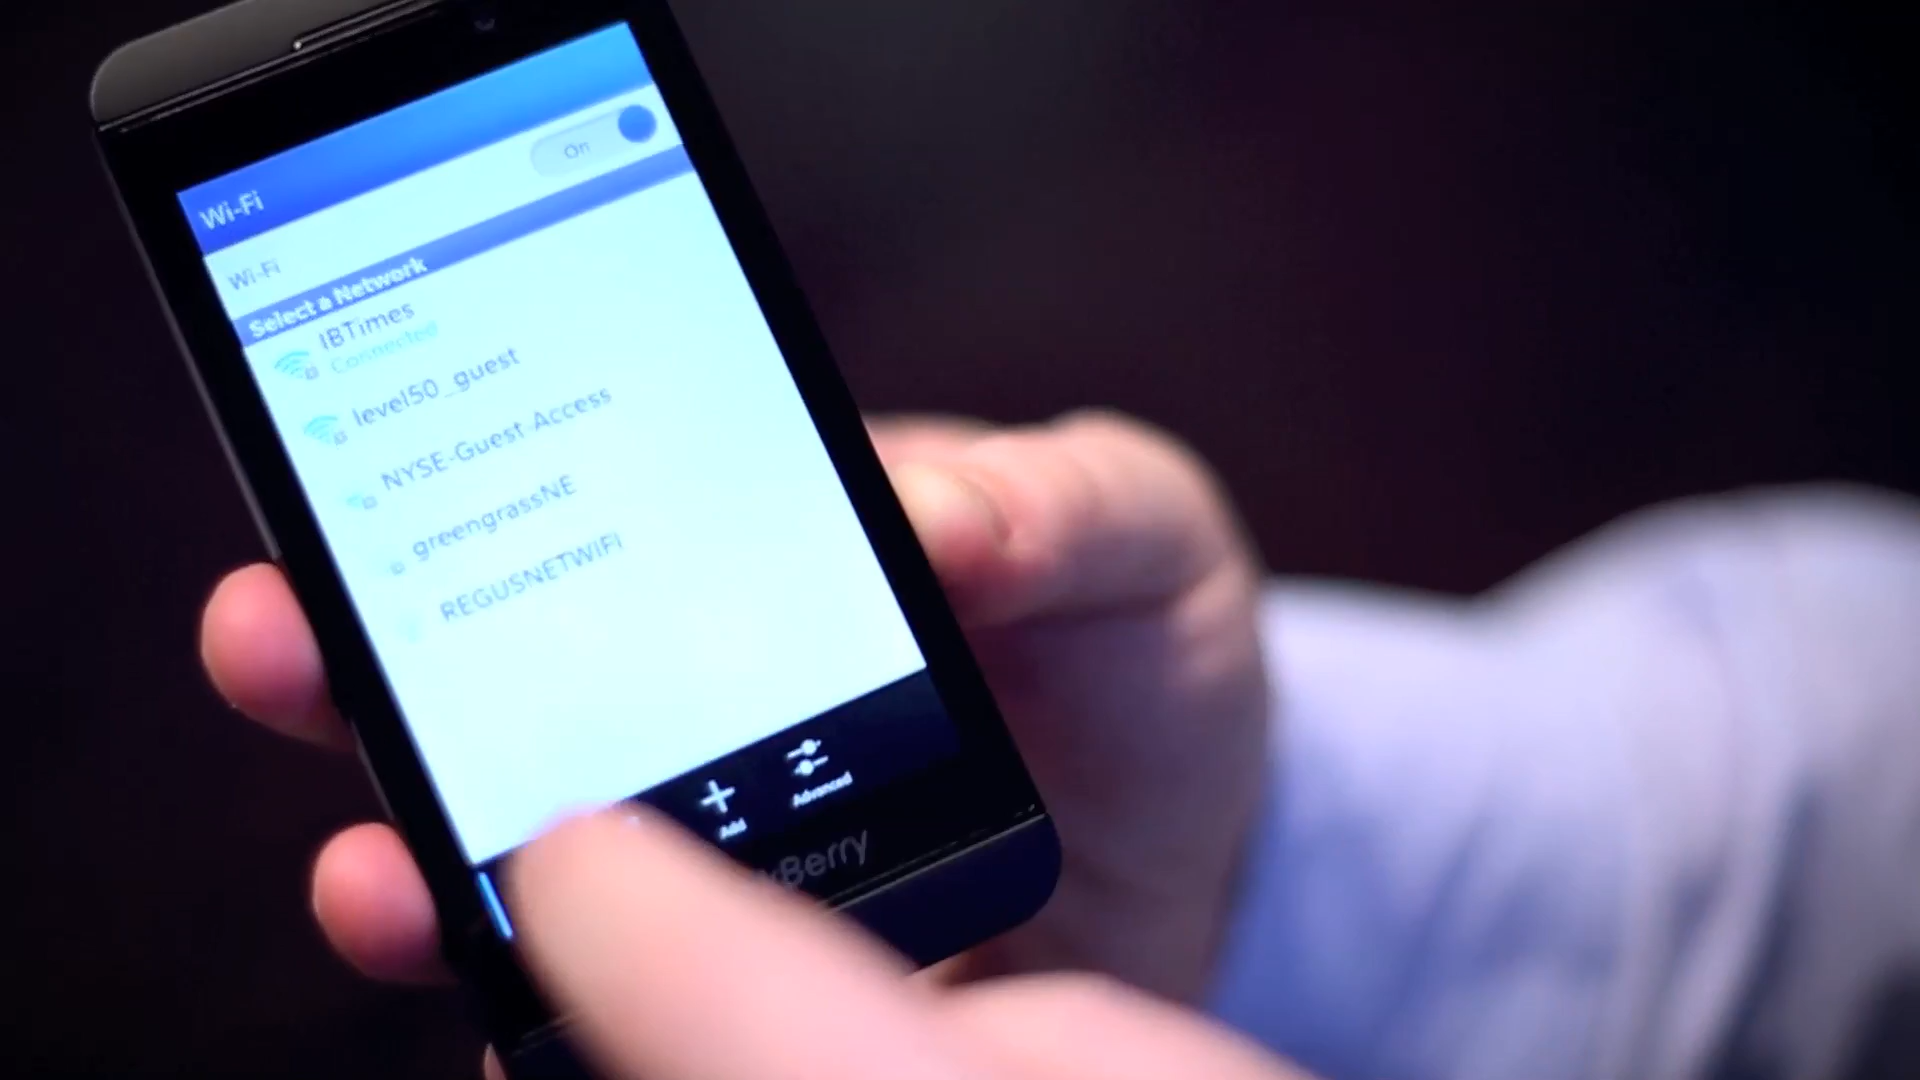 Wi-Fi
Wi-Fi
On
Select a Network
IBTimes
Connected
level50_guest
NYSE-Guest-Access
greengrassNE
REGUSNETWIFI
Add
Advanced